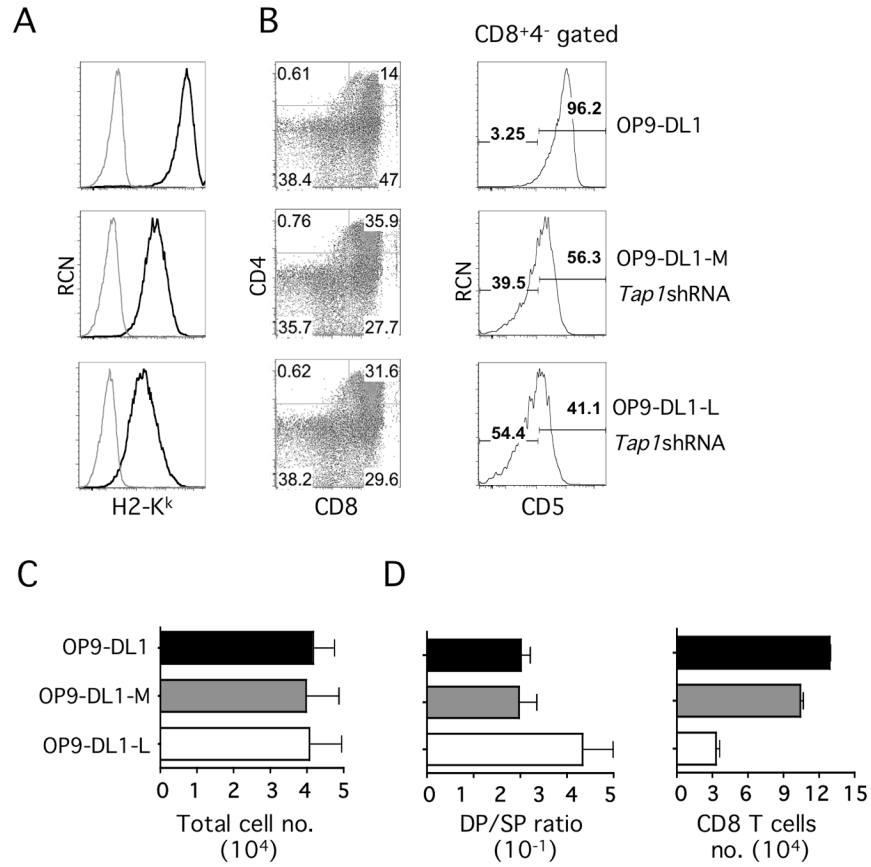 A
B
CD8⁺4⁻ gated
0.61
14
38.4
47
3.25
96.2
OP9-DL1
RCN
CD4
0.76
35.9
35.7
27.7
RCN
39.5
56.3
OP9-DL1-M
Tap1shRNA
0.62
31.6
38.2
29.6
54.4
41.1
OP9-DL1-L
Tap1shRNA
H2-Kᵏ
CD8
CD5
C
D
OP9-DL1
OP9-DL1-M
OP9-DL1-L
0 1 2 3 4 5
Total cell no.
(10⁴)
0 1 2 3 4 5
DP/SP ratio
(10⁻¹)
0 3 6 9 12 15
CD8 T cells
no. (10⁴)